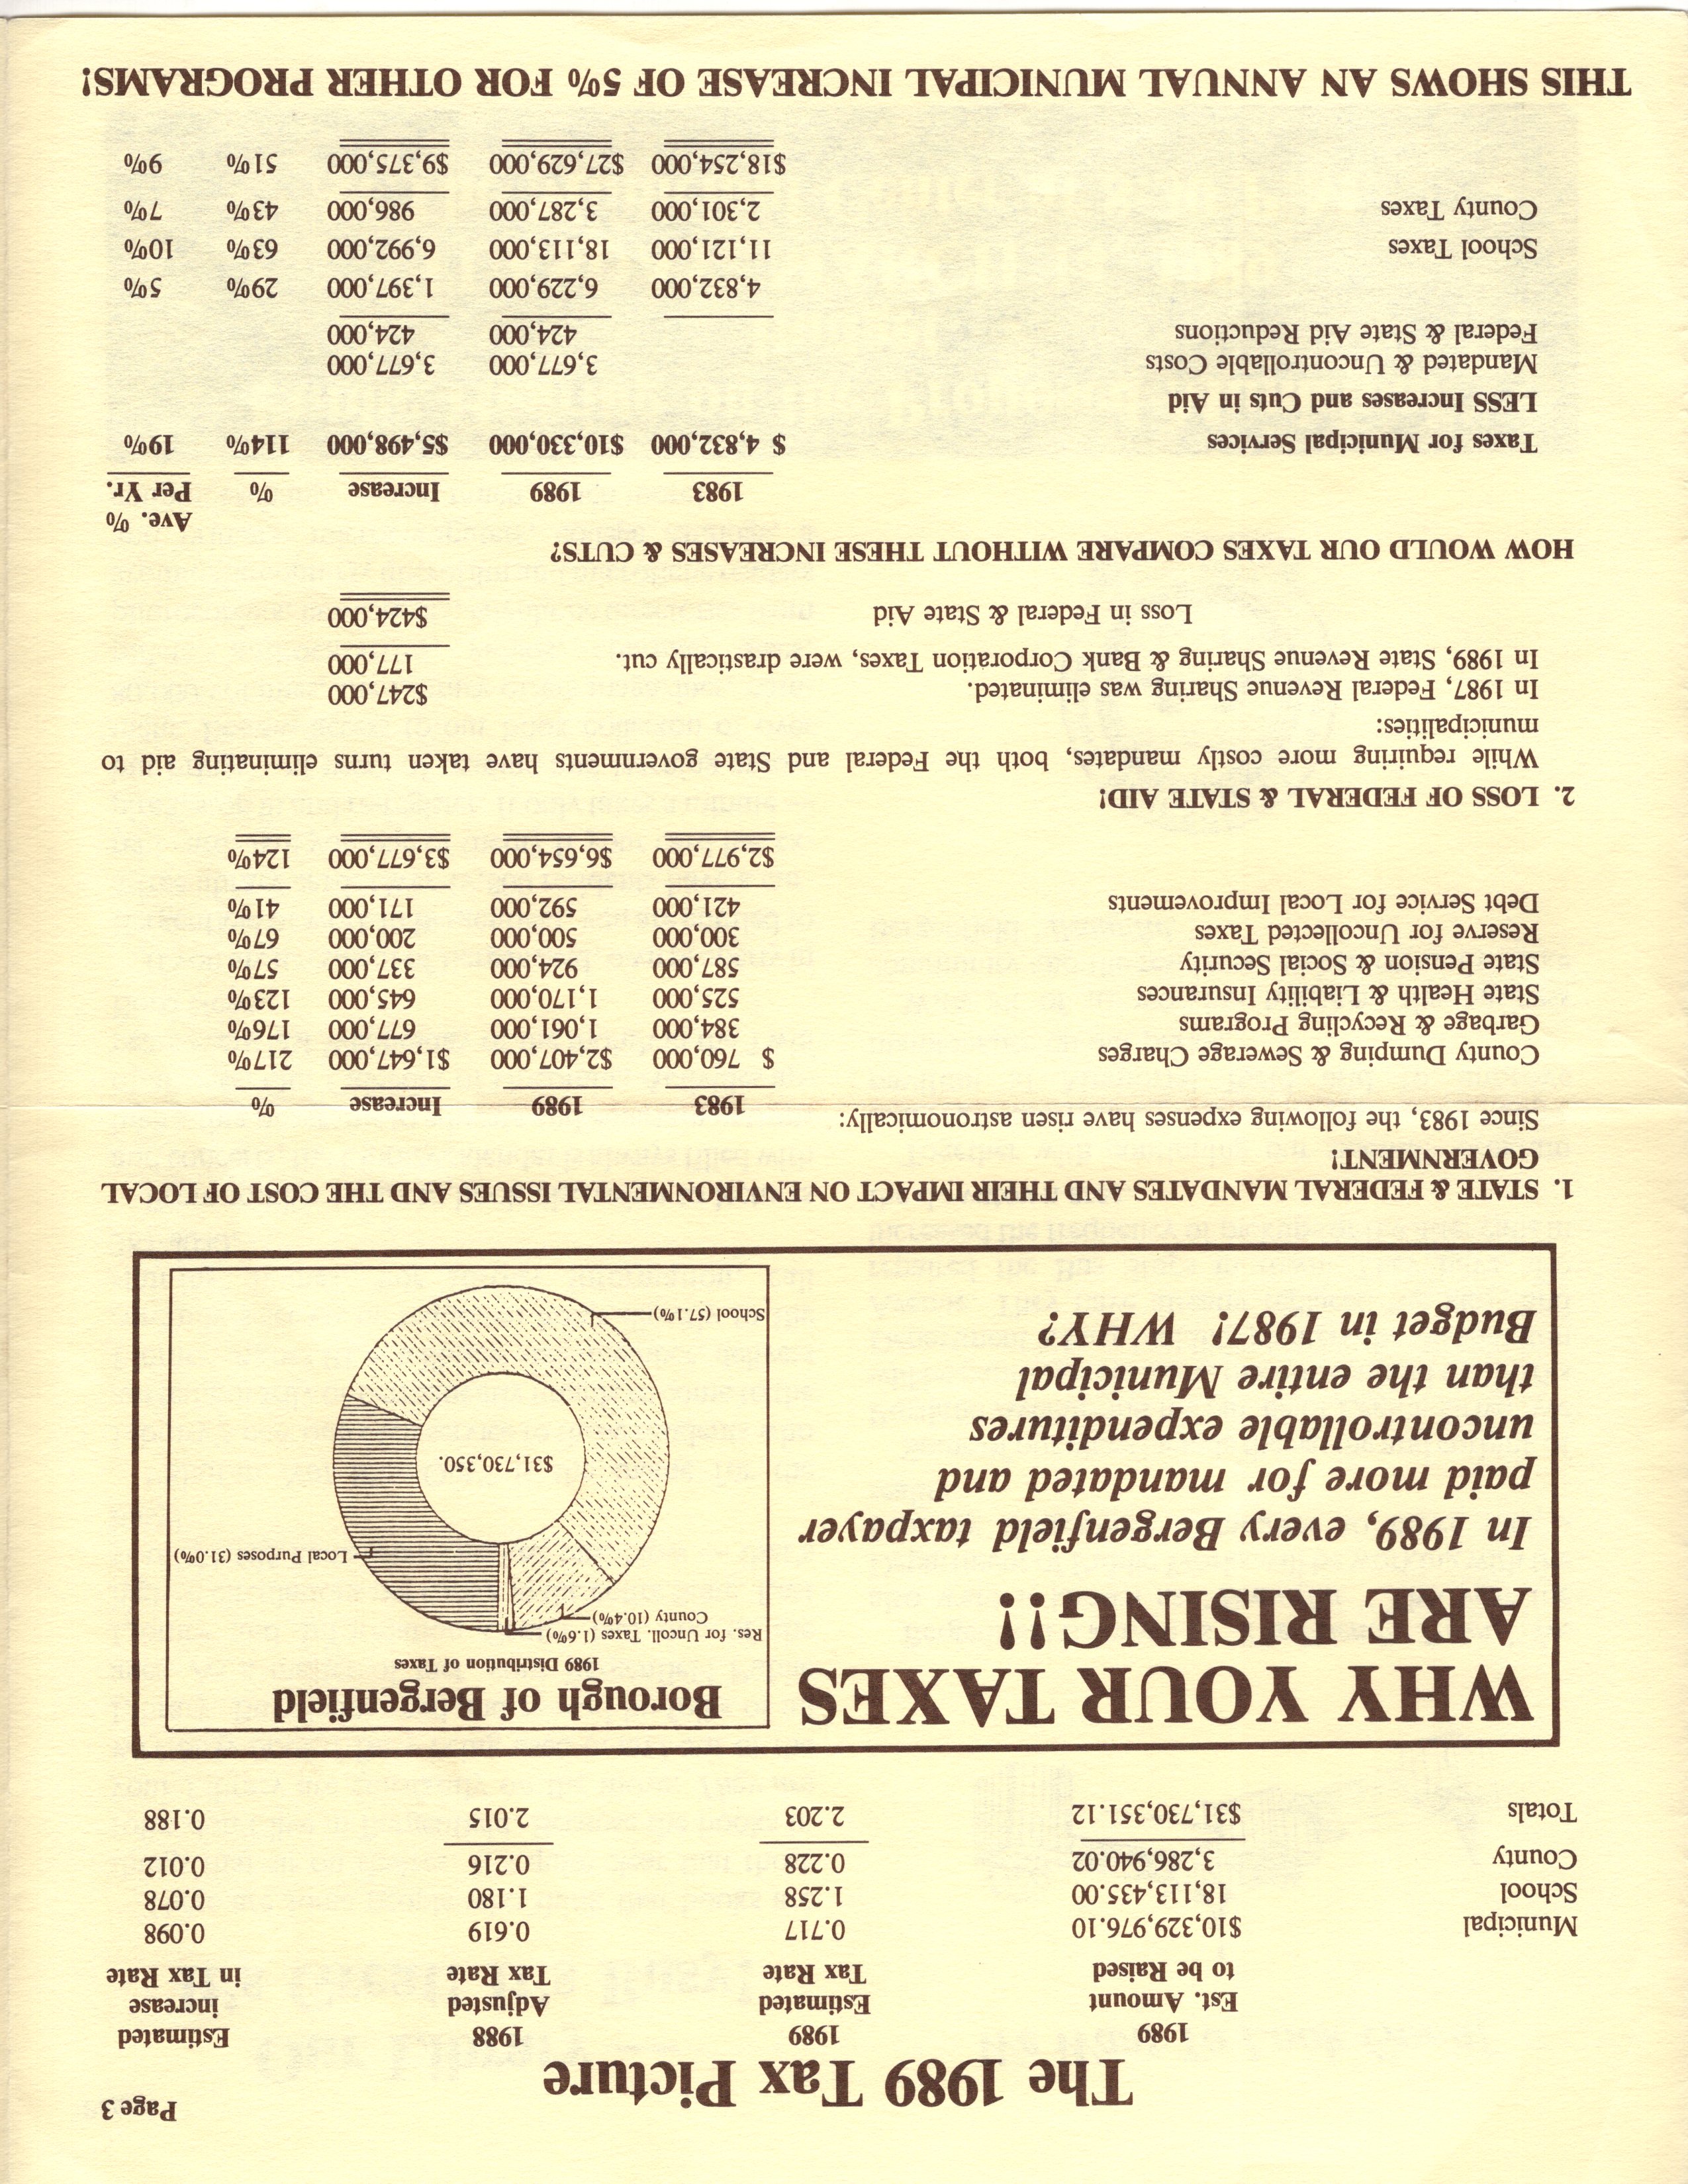 Page 3
The 1989 Tax Picture
1989 1989 1988 Estimated
Est. Amount Estimated Adjusted increase
to be Raised Tax Rate Tax Rate in Tax Rate
Municipal $10,329,976.10 0.717 0.619 0.098
School 18,113,435.00 1.258 1.180 0.078
County 3,286,940.02 0.228 0.216 0.012
Totals $31,730,351.12 2.203 2.015 0.188
WHY YOUR TAXES
ARE RISING!!
In 1989, every Bergenfield taxpayer
paid more for mandated and
uncontrollable expenditures
than the entire Municipal
Budget in 1987! WHY?
Borough of Bergenfield
1989 Distribution of Taxes
Res. for Uncoll. Taxes (1.6%)
County (10.4%)
Local Purposes (31.0%)
$31,730,350.
School (57.1%)
1. STATE & FEDERAL MANDATES AND THEIR IMPACT ON ENVIRONMENTAL ISSUES AND THE COST OF LOCAL
GOVERNMENT!
Since 1983, the following expenses have risen astronomically:
1983 1989 Increase %
County Dumping & Sewerage Charges $ 760,000 $2,407,000 $1,647,000 217%
Garbage & Recycling Programs 384,000 1,061,000 677,000 176%
State Health & Liability Insurances 525,000 1,170,000 645,000 123%
State Pension & Social Security 587,000 924,000 337,000 57%
Reserve for Uncollected Taxes 300,000 500,000 200,000 67%
Debt Service for Local Improvements 421,000 592,000 171,000 41%
$2,977,000 $6,654,000 $3,677,000 124%
2. LOSS OF FEDERAL & STATE AID!
While requiring more costly mandates, both the Federal and State governments have taken turns eliminating aid to
municipalities:
In 1987, Federal Revenue Sharing was eliminated. $247,000
In 1989, State Revenue Sharing & Bank Corporation Taxes, were drastically cut. 177,000
Loss in Federal & State Aid $424,000
HOW WOULD OUR TAXES COMPARE WITHOUT THESE INCREASES & CUTS?
Ave. %
1983 1989 Increase % Per Yr.
Taxes for Municipal Services $ 4,832,000 $10,330,000 $5,498,000 114% 19%
LESS Increases and Cuts in Aid
Mandated & Uncontrollable Costs 3,677,000 3,677,000
Federal & State Aid Reductions 424,000 424,000
4,832,000 6,229,000 1,397,000 29% 5%
School Taxes 11,121,000 18,113,000 6,992,000 63% 10%
County Taxes 2,301,000 3,287,000 986,000 43% 7%
$18,254,000 $27,629,000 $9,375,000 51% 9%
THIS SHOWS AN ANNUAL MUNICIPAL INCREASE OF 5% FOR OTHER PROGRAMS!